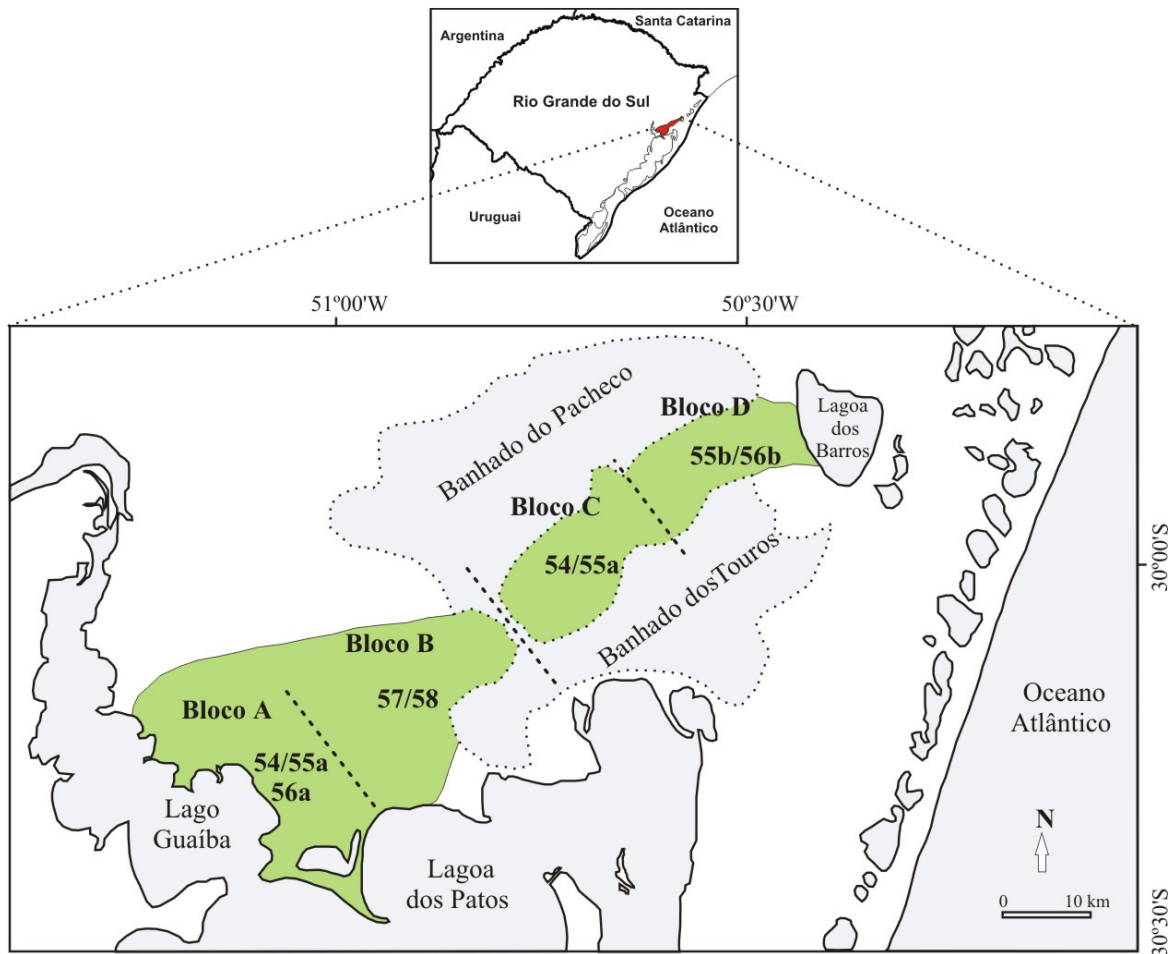 Santa Catarina
Argentina
Rio Grande do Sul
Uruguai
Oceano
Atlântico
51º00'W
50º30'W
Banhado do Pacheco
Bloco D
Lagoa
dos
Barros
55b/56b
Bloco C
54/55a
30º00'S
Banhado dos Touros
Bloco B
57/58
Bloco A
54/55a
56a
Oceano
Atlântico
Lago
Guaíba
Lagoa
dos Patos
N
0 10 km
30º30'S